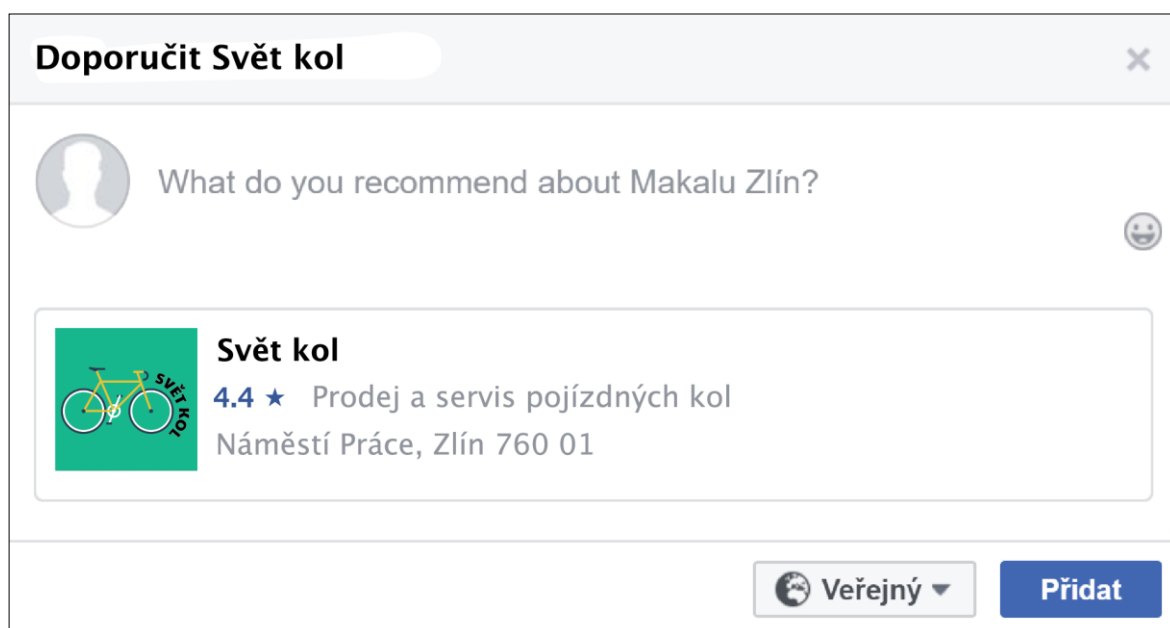 Doporučit Svět kol
What do you recommend about Makalu Zlín?
SVĚT KOL
Svět kol
4.4 ★ Prodej a servis pojízdných kol
Náměstí Práce, Zlín 760 01
Veřejný
Přidat